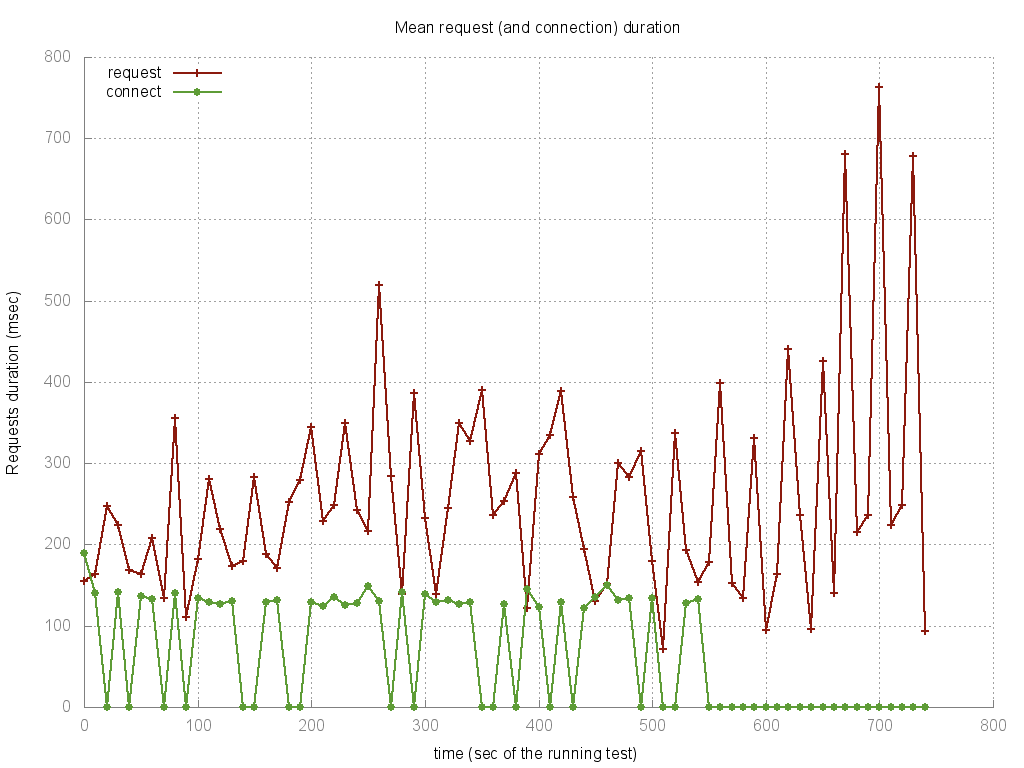 Mean request (and connection) duration
request
connect
800
700
600
500
400
300
200
100
0
Requests duration (msec)
0 100 200 300 400 500 600 700 800
time (sec of the running test)